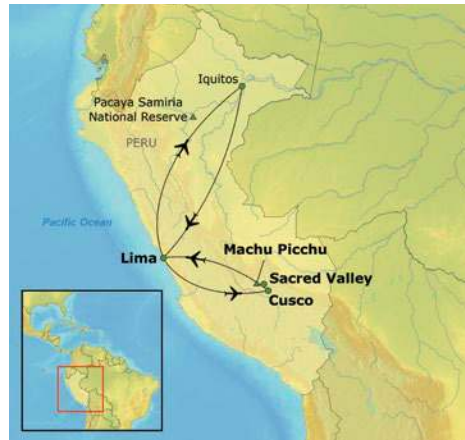 Iquitos
Pacaya Samiria
National Reserve
PERU
Pacific Ocean
Machu Picchu
Lima
Sacred Valley
Cusco